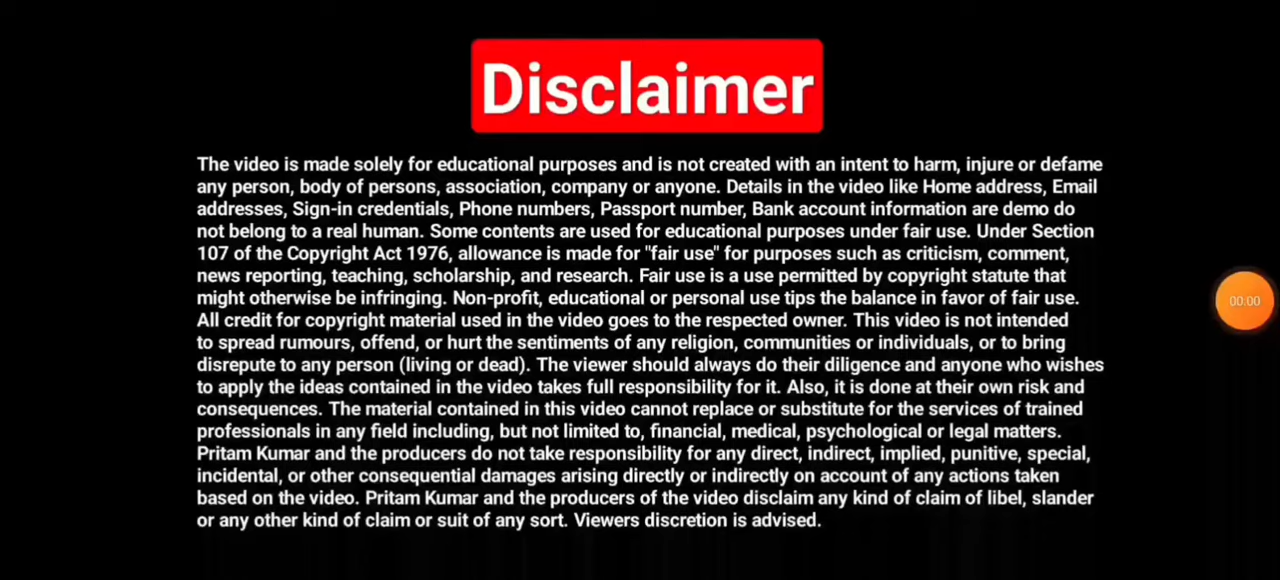 Disclaimer
The video is made solely for educational purposes and is not created with an intent to harm, injure or defame
any person, body of persons, association, company or anyone. Details in the video like Home address, Email
addresses, Sign-in credentials, Phone numbers, Passport number, Bank account information are demo do
not belong to a real human. Some contents are used for educational purposes under fair use. Under Section
107 of the Copyright Act 1976, allowance is made for "fair use" for purposes such as criticism, comment,
news reporting, teaching, scholarship, and research. Fair use is a use permitted by copyright statute that
might otherwise be infringing. Non-profit, educational or personal use tips the balance in favor of fair use.
All credit for copyright material used in the video goes to the respected owner. This video is not intended
to spread rumours, offend, or hurt the sentiments of any religion, communities or individuals, or to bring
disrepute to any person (living or dead). The viewer should always do their diligence and anyone who wishes
to apply the ideas contained in the video takes full responsibility for it. Also, it is done at their own risk and
consequences. The material contained in this video cannot replace or substitute for the services of trained
professionals in any field including, but not limited to, financial, medical, psychological or legal matters.
Pritam Kumar and the producers do not take responsibility for any direct, indirect, implied, punitive, special,
incidental, or other consequential damages arising directly or indirectly on account of any actions taken
based on the video. Pritam Kumar and the producers of the video disclaim any kind of claim of libel, slander
or any other kind of claim or suit of any sort. Viewers discretion is advised.
00:00